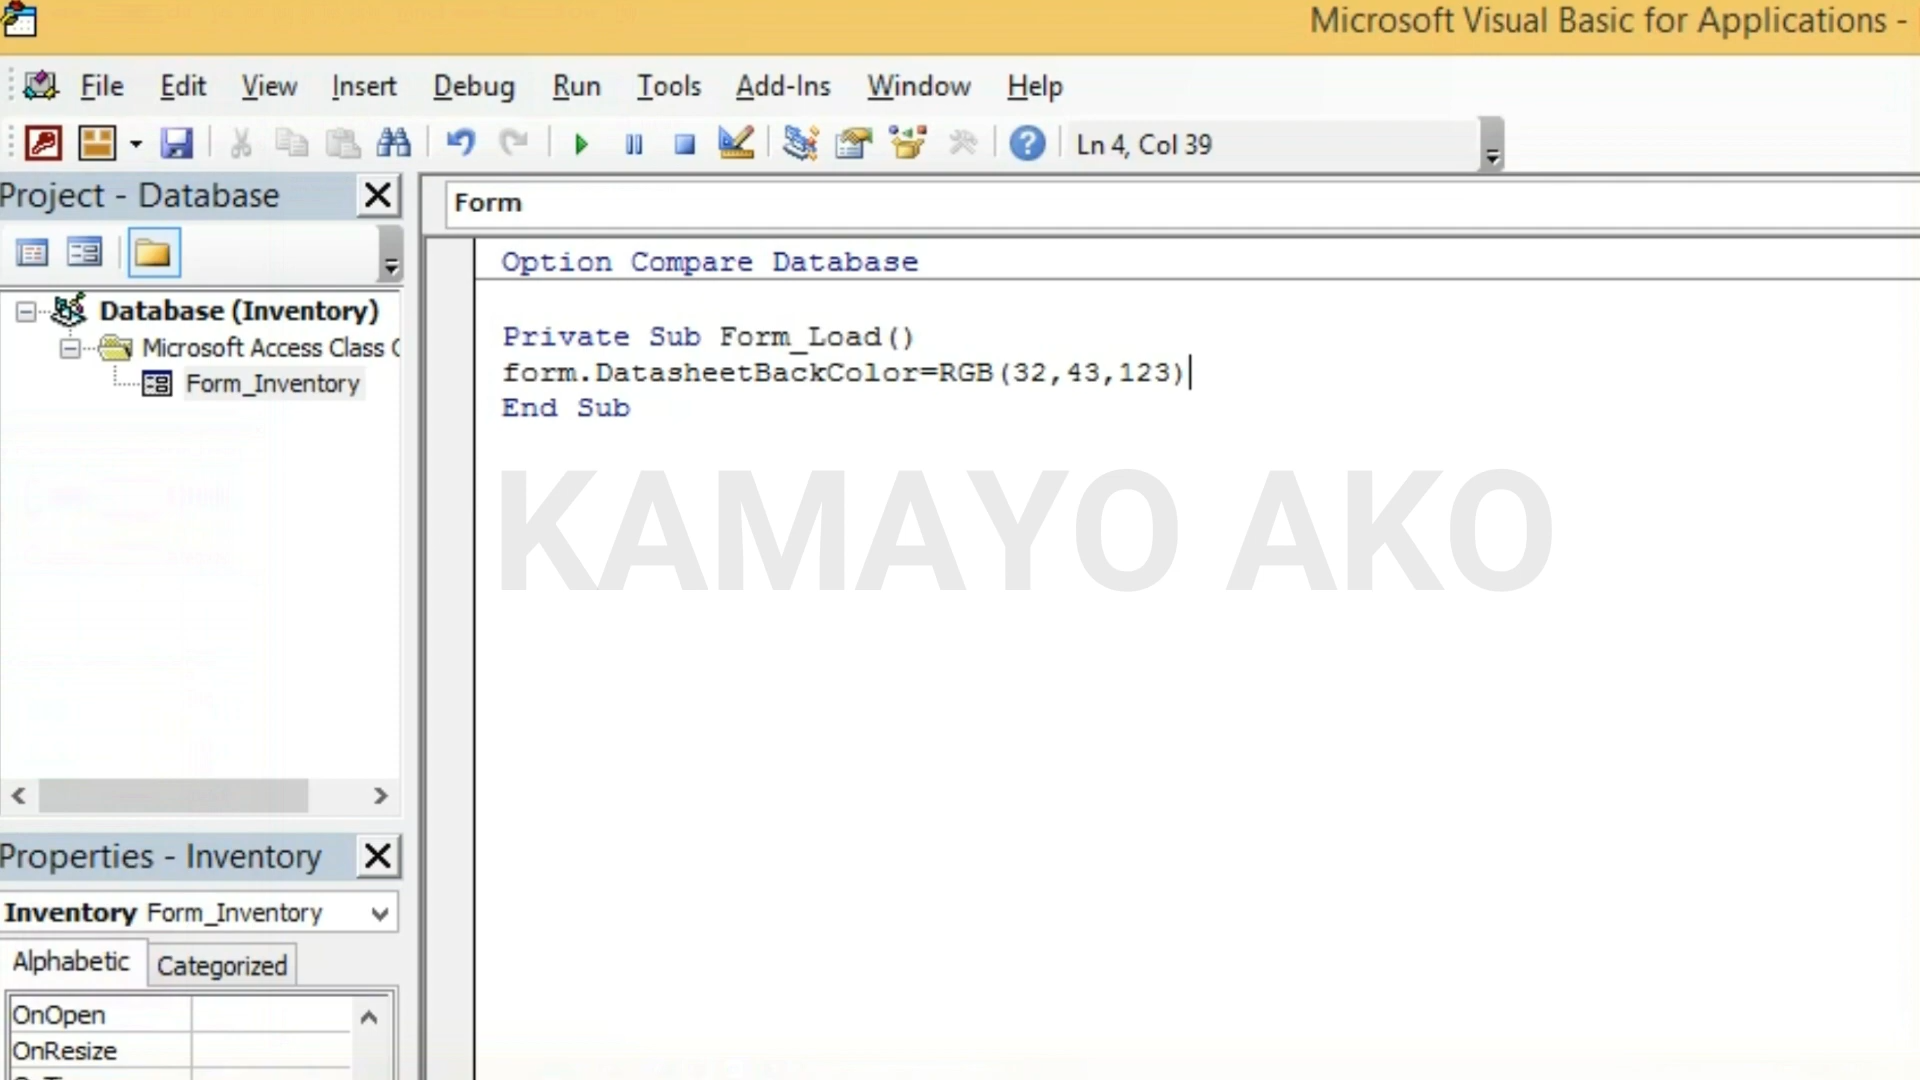 Microsoft Visual Basic for Applications -
File Edit View Insert Debug Run Tools Add-Ins Window Help
Ln 4, Col 39
Project - Database
Form
Option Compare Database
Database (Inventory)
Microsoft Access Class
Form_Inventory
Private Sub Form_Load()
form.DatasheetBackColor=RGB(32,43,123)
End Sub
KAMAYO AKO
Properties - Inventory
Inventory Form_Inventory
Alphabetic Categorized
OnOpen
OnResize